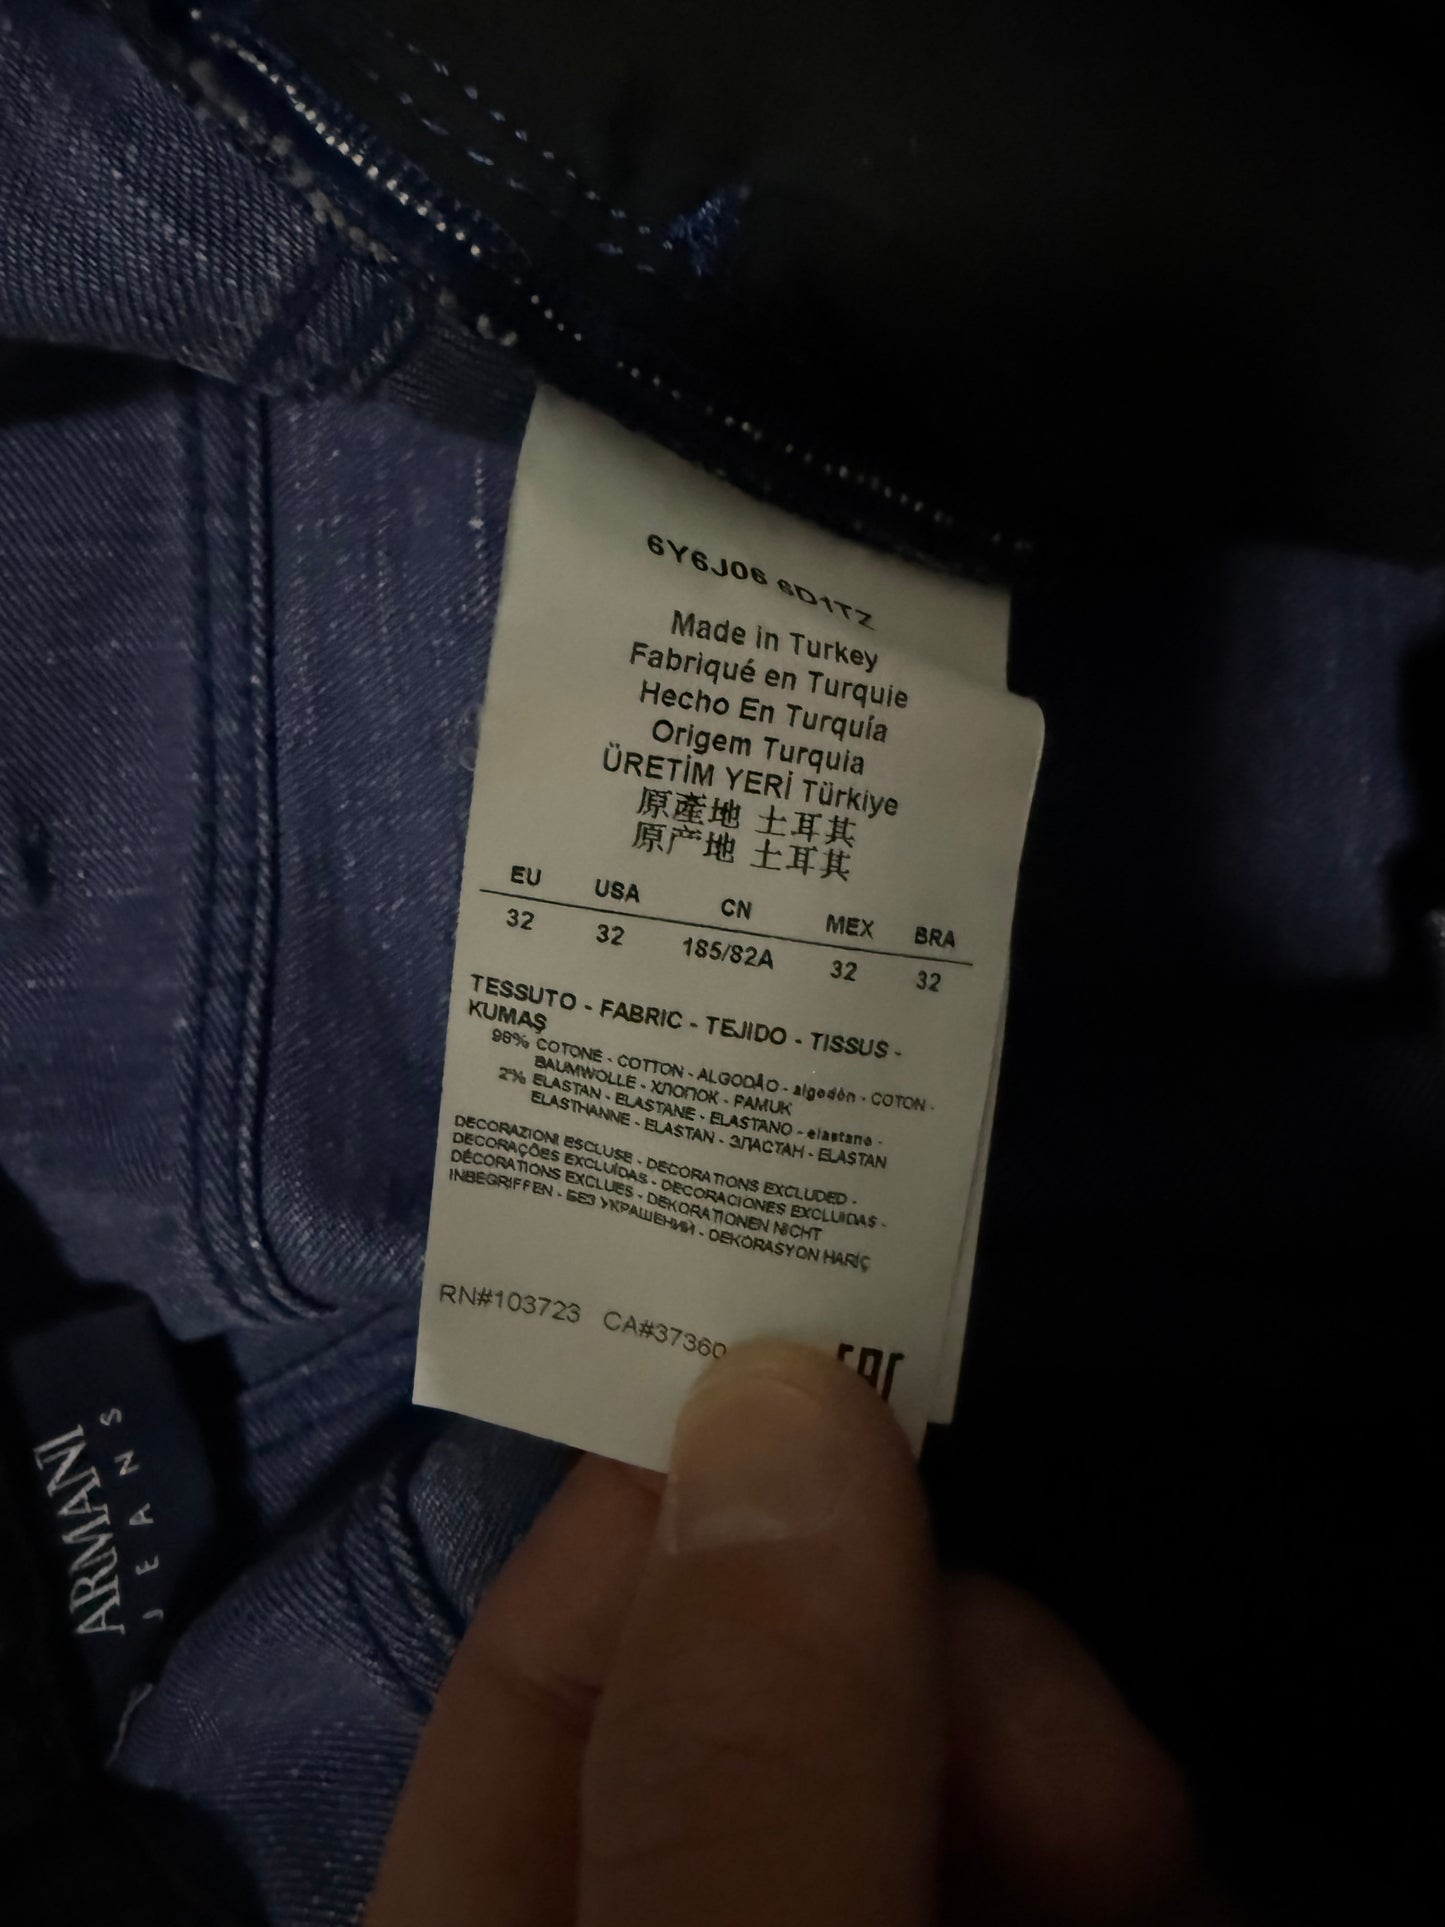 6Y6J06 6D1TZ
Made in Turkey
Fabriqué en Turquie
Hecho En Turquía
Origem Turquia
ÜRETİM YERİ Türkiye
原產地 土耳其
原产地 土耳其
EU USA CN MEX BRA
32 32 185/82A 32 32
TESSUTO - FABRIC - TEJIDO - TISSUS -
KUMAŞ
98% COTONE - COTTON - ALGODÃO - algodón - COTON -
BAUMWOLLE - ХЛОПОК - PAMUK
2% ELASTAN - ELASTANE - ELASTANO - elastano -
ELASTHANNE - ELASTAN - ЭЛАСТАН - ELASTAN
DECORAZIONI ESCLUSE - DECORATIONS EXCLUDED -
DECORAÇÕES EXCLUÍDAS - DECORACIONES EXCLUIDAS -
DÉCORATIONS EXCLUES - DEKORATIONEN NICHT
INBEGRIFFEN - БЕЗ УКРАШЕНИЙ - DEKORASYON HARİÇ
RN#103723 CA#37360
EAC
ARMANI
JEANS